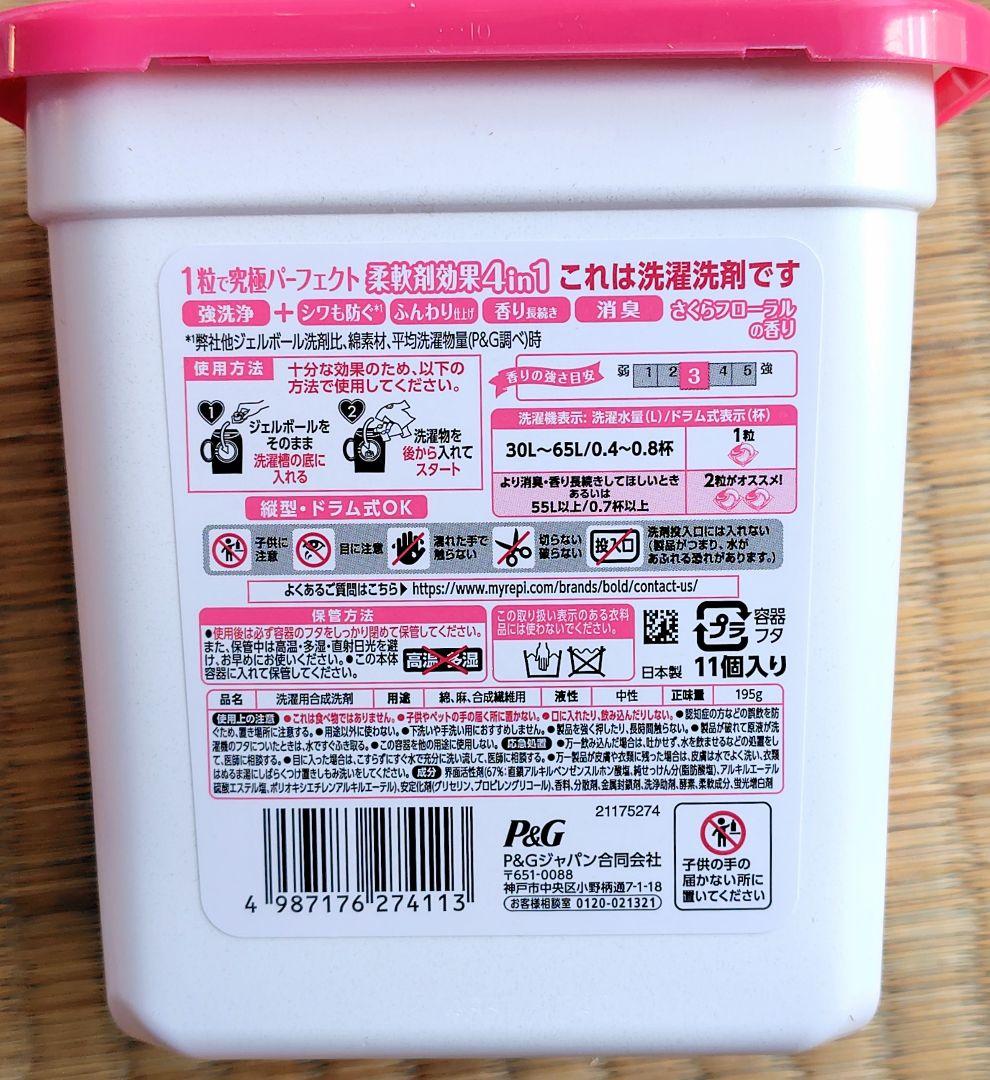 1粒で究極パーフェクト 柔軟剤効果4in1 これは洗濯洗剤です
強洗浄 + シワも防ぐ*1 ふんわり仕上げ 香り長続き 消臭 さくらフローラルの香り
*1弊社他ジェルボール洗剤比、綿素材、平均洗濯物量(P&G調べ)時
使用方法 十分な効果のため、以下の
方法で使用してください。
1 ジェルボールを
そのまま
洗濯槽の底に
入れる
2 洗濯物を
後から入れて
スタート
香りの強さ目安 弱 1 2 3 4 5 強
洗濯機表示: 洗濯水量(L)/ドラム式表示(杯)
30L～65L/0.4～0.8杯 1粒
より消臭・香り長続きしてほしいとき
あるいは
55L以上/0.7杯以上
2粒がオススメ!
縦型・ドラム式OK
子供に
注意
目に注意
濡れた手で
触らない
切らない
破らない
投入口
洗剤投入口には入れない
(製品がつまり、水が
あふれる恐れがあります。)
よくあるご質問はこちら▶ https://www.myrepi.com/brands/bold/contact-us/
保管方法
●使用後は必ず容器のフタをしっかり閉めて保管してください。
また、保管中は高温・多湿・直射日光を避
け、お早めにお使いください。●この本体
容器に入れて保管してください。
高温・多湿
この取り扱い表示のある衣料
品には使わないでください。
日本製
プラ 容器
フタ
11個入り
品名 洗濯用合成洗剤 用途 綿、麻、合成繊維用 液性 中性 正味量 195g
使用上の注意 ●これは食べ物ではありません。●子供やペットの手の届く所に置かない。●口に入れたり、飲み込んだりしない。●認知症の方などの誤飲を防
ぐため、置き場所に注意する。●用途以外に使わない。●下洗いや手洗い用におすすめしません。●製品を強く押したり、長時間触らない。●製品が破れて原液が洗
濯機のフタについたときは、水ですぐふき取る。●この容器を他の用途に使用しない。応急処置 ●万一飲み込んだ場合は、吐かせず、水を飲ませるなどの処置をし
て、医師に相談する。●目に入った場合は、こすらずにすぐ水で充分に洗い流して、医師に相談する。●万一製品が皮膚や衣類に残った場合は、皮膚は水でよく洗い、衣類
はぬるま湯にしばらくつけ置きしもみ洗いをしてください。成分 界面活性剤(67%:直鎖アルキルベンゼンスルホン酸塩、純せっけん分(脂肪酸塩)、アルキルエーテル
硫酸エステル塩、ポリオキシエチレンアルキルエーテル)、安定化剤(グリセリン、プロピレングリコール)、香料、分散剤、金属封鎖剤、洗浄助剤、酵素、柔軟成分、蛍光増白剤
4 987176 274113
21175274
P&G
P&Gジャパン合同会社
〒651-0088
神戸市中央区小野柄通7-1-18
お客様相談室 0120-021321
子供の手の
届かない所に
置いてください